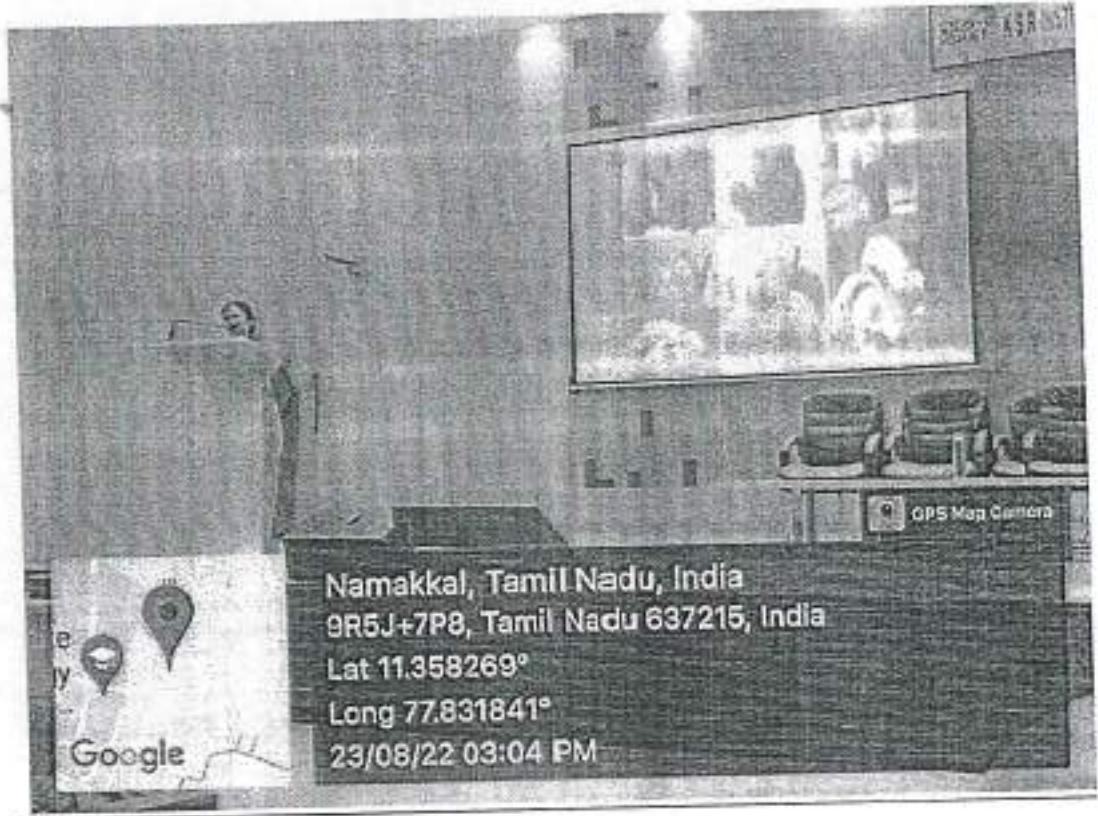 KSR INSTI
GPS Map Camera
Namakkal, Tamil Nadu, India
9R5J+7P8, Tamil Nadu 637215, India
Lat 11.358269°
Long 77.831841°
23/08/22 03:04 PM
e
y
Google